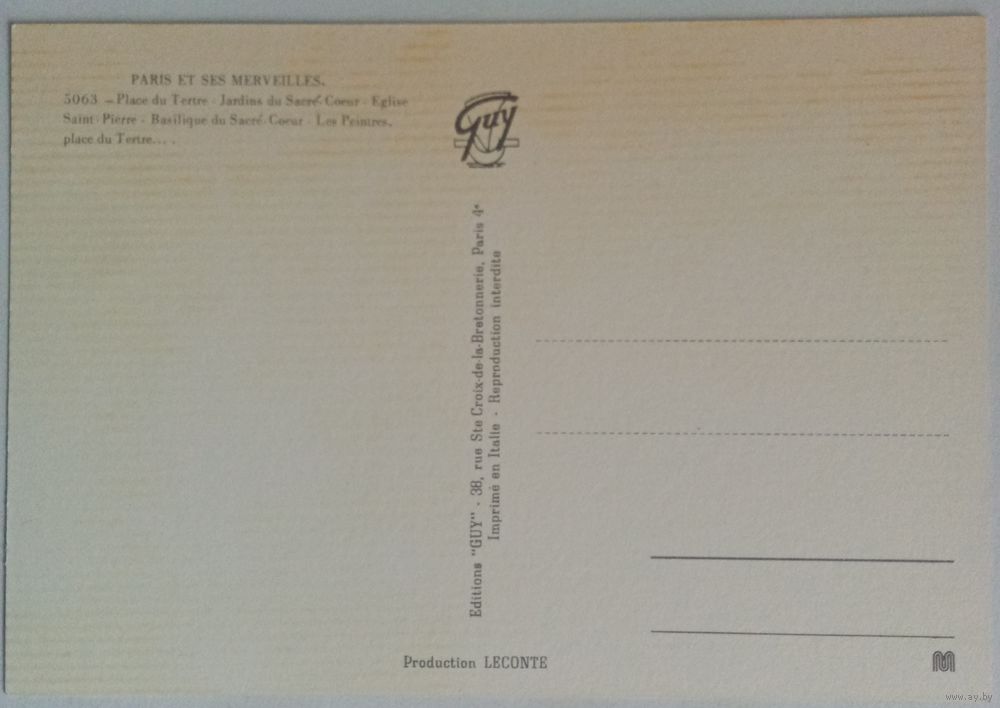 PARIS ET SES MERVEILLES.
5063 – Place du Tertre - Jardins du Sacré-Coeur - Eglise
Saint-Pierre - Basilique du Sacré-Coeur - Les Peintres,
place du Tertre... .
Guy
Editions "GUY" - 38, rue Ste Croix-de-la-Bretonnerie, Paris 4e
Imprimé en Italie - Reproduction interdite
Production LECONTE
M
www.ay.by